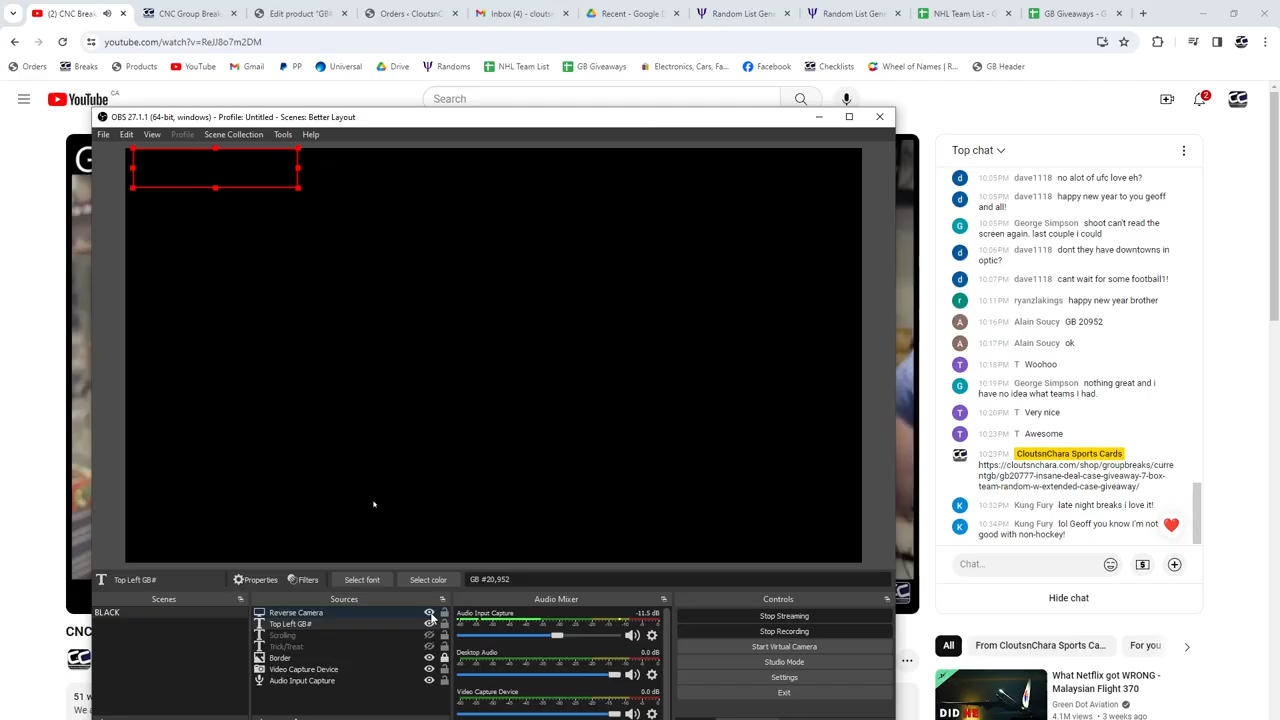 (2) CNC Brea
CNC Group Breaks
Edit product "GB#
Orders ‹ Cloutsn
Inbox (4) - clouts
Recent - Google D
Random
Random List Gene
NHL Team List - G
GB Giveaways -
youtube.com/watch?v=ReJJ8o7m2DM
Orders
Breaks
Products
YouTube
Gmail
PP
Universal
Drive
Randoms
NHL Team List
GB Giveaways
Electronics, Cars, Fa...
Facebook
Checklists
Wheel of Names | R...
GB Header
YouTube CA
Search
2
OBS 27.1.1 (64-bit, windows) - Profile: Untitled - Scenes: Better Layout
File Edit View Profile Scene Collection Tools Help
Top Left GB#
Properties
Filters
Select font
Select color
GB #20,952
Scenes
BLACK
Sources
Reverse Camera
Top Left GB#
Scrolling
Trick/Treat
Border
Video Capture Device
Audio Input Capture
Audio Mixer
Audio Input Capture -11.5 dB
Desktop Audio 0.0 dB
Video Capture Device 0.0 dB
Controls
Stop Streaming
Stop Recording
Start Virtual Camera
Studio Mode
Settings
Exit
CNC
51 w
We a
Top chat
10:05PM dave1118 no alot of ufc love eh?
10:05PM dave1118 happy new year to you geoff
and all!
10:05PM George Simpson shoot can't read the
screen again. last couple i could
10:06PM dave1118 dont they have downtowns in
optic?
10:07PM dave1118 cant wait for some football1!
10:11PM ryanzlakings happy new year brother
10:16PM Alain Soucy GB 20952
10:17PM Alain Soucy ok
10:18PM T Woohoo
10:19PM George Simpson nothing great and i
have no idea what teams I had.
10:20PM T Very nice
10:23PM T Awesome
10:23PM CloutsnChara Sports Cards
https://cloutsnchara.com/shop/groupbreaks/curre
ntgb/gb20777-insane-deal-case-giveaway-7-box-
team-random-w-extended-case-giveaway/
10:32PM Kung Fury late night breaks i love it!
10:34PM Kung Fury lol Geoff you know i'm not
good with non-hockey!
Chat...
Hide chat
All
From CloutsnChara Sports Ca...
For you
What Netflix got WRONG -
Malaysian Flight 370
Green Dot Aviation
4.1M views • 3 weeks ago
DID